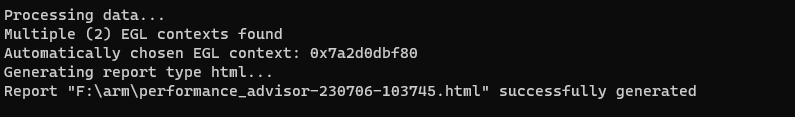 Processing data...
Multiple (2) EGL contexts found
Automatically chosen EGL context: 0x7a2d0dbf80
Generating report type html...
Report "F:\arm\performance_advisor-230706-103745.html" successfully generated